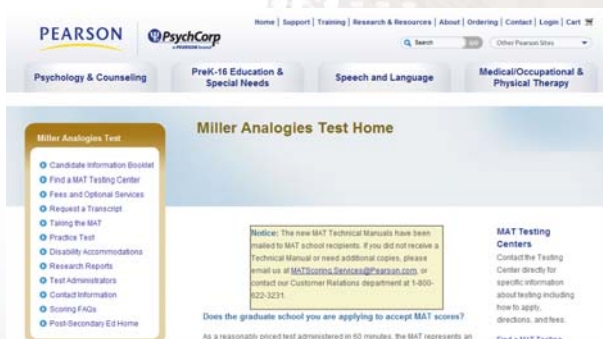 Home | Support | Training | Research & Resources | About | Ordering | Contact | Login | Cart
PEARSON
PsychCorp
Search
Other Pearson Sites
Psychology & Counseling
PreK-16 Education &
Special Needs
Speech and Language
Medical/Occupational &
Physical Therapy
Miller Analogies Test
Candidate Information Booklet
Find a MAT Testing Center
Fees and Optional Services
Request a Transcript
Taking the MAT
Practice Test
Disability Accommodations
Research Reports
Test Administrators
Contact Information
Scoring FAQs
Post-Secondary Ed Home
Miller Analogies Test Home
Notice: The new MAT Technical Manuals have been
mailed to MAT school recipients. If you did not receive a
Technical Manual or need additional copies, please
email us at MATScoring.Services@Pearson.com, or
contact our Customer Relations department at 1-800-
622-3231.
Does the graduate school you are applying to accept MAT scores?
As a reasonably priced test administered in 60 minutes, the MAT represents an
MAT Testing
Centers
Contact the Testing
Center directly for
specific information
about testing including
how to apply,
directions, and fees.
Find a MAT Testing